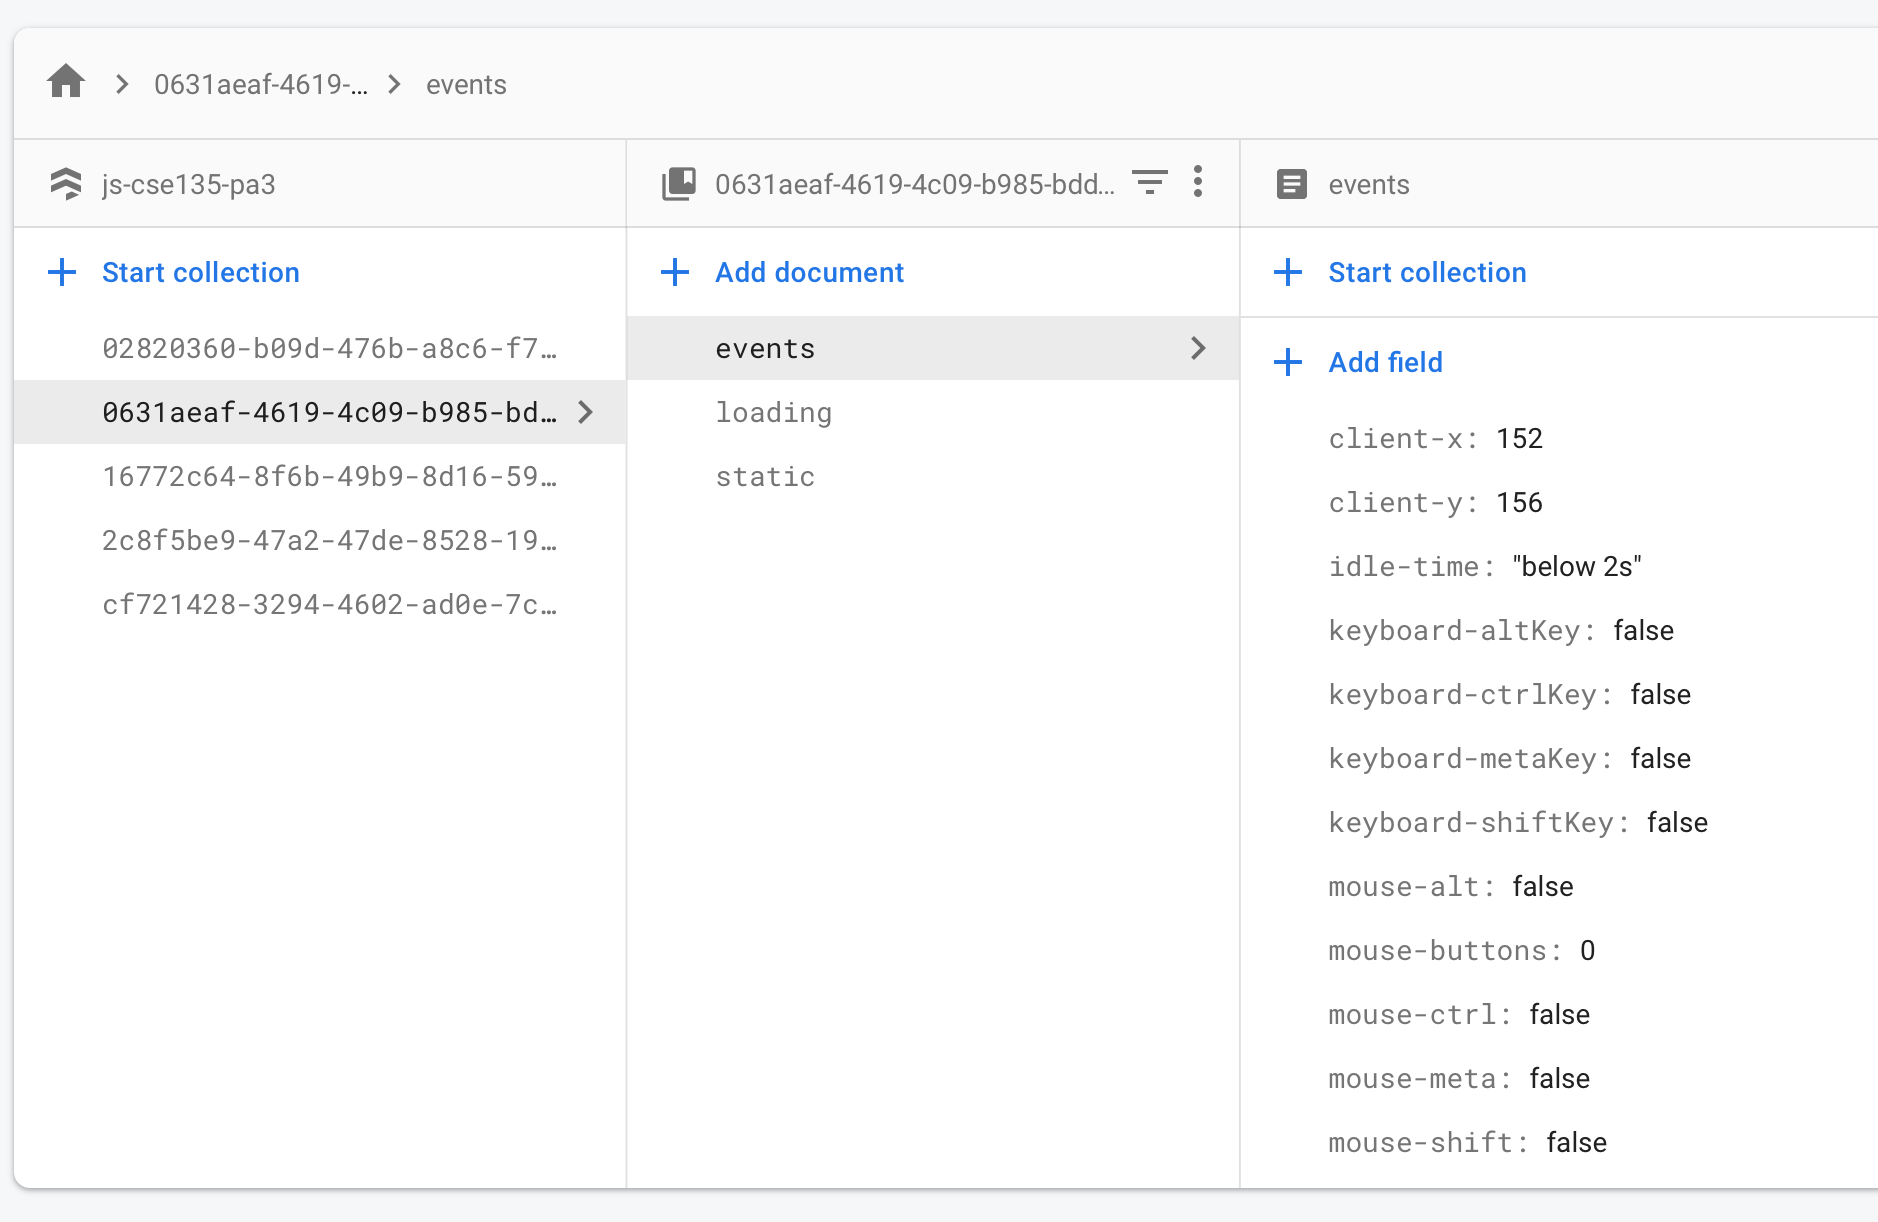 0631aeaf-4619-... events
js-cse135-pa3
Start collection
02820360-b09d-476b-a8c6-f7...
0631aeaf-4619-4c09-b985-bd...
16772c64-8f6b-49b9-8d16-59...
2c8f5be9-47a2-47de-8528-19...
cf721428-3294-4602-ad0e-7c...
0631aeaf-4619-4c09-b985-bdd...
Add document
events
loading
static
events
Start collection
Add field
client-x: 152
client-y: 156
idle-time: "below 2s"
keyboard-altKey: false
keyboard-ctrlKey: false
keyboard-metaKey: false
keyboard-shiftKey: false
mouse-alt: false
mouse-buttons: 0
mouse-ctrl: false
mouse-meta: false
mouse-shift: false